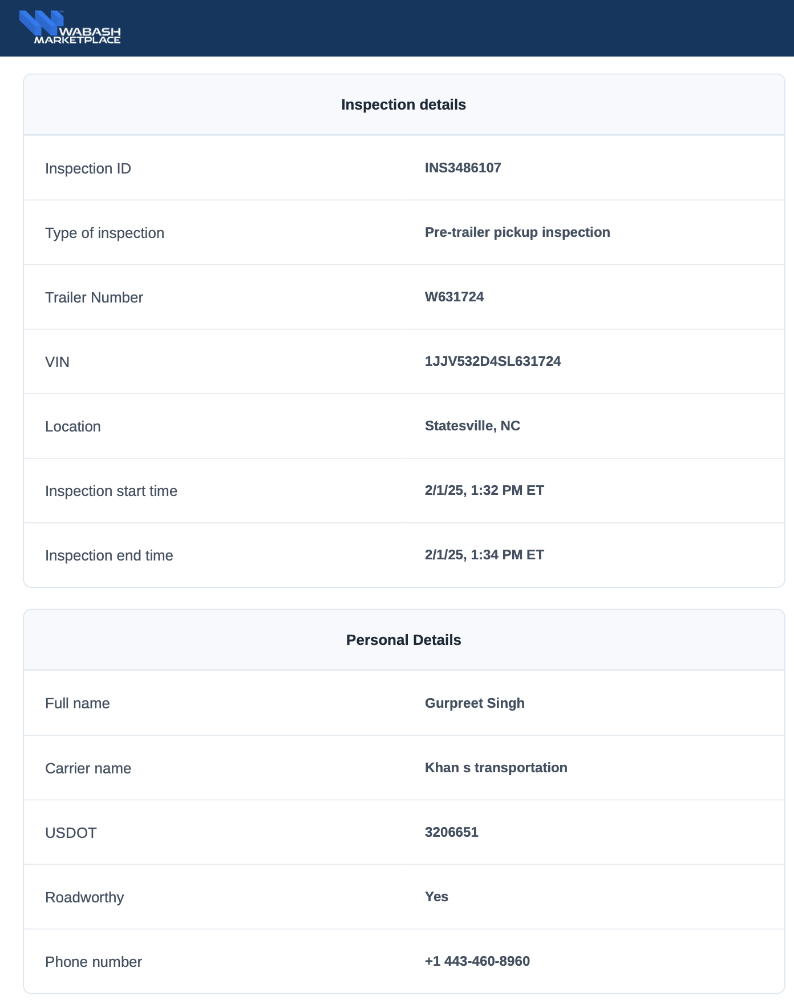 WABASH
MARKETPLACE
Inspection details
Inspection ID INS3486107
Type of inspection Pre-trailer pickup inspection
Trailer Number W631724
VIN 1JJV532D4SL631724
Location Statesville, NC
Inspection start time 2/1/25, 1:32 PM ET
Inspection end time 2/1/25, 1:34 PM ET
Personal Details
Full name Gurpreet Singh
Carrier name Khan s transportation
USDOT 3206651
Roadworthy Yes
Phone number +1 443-460-8960